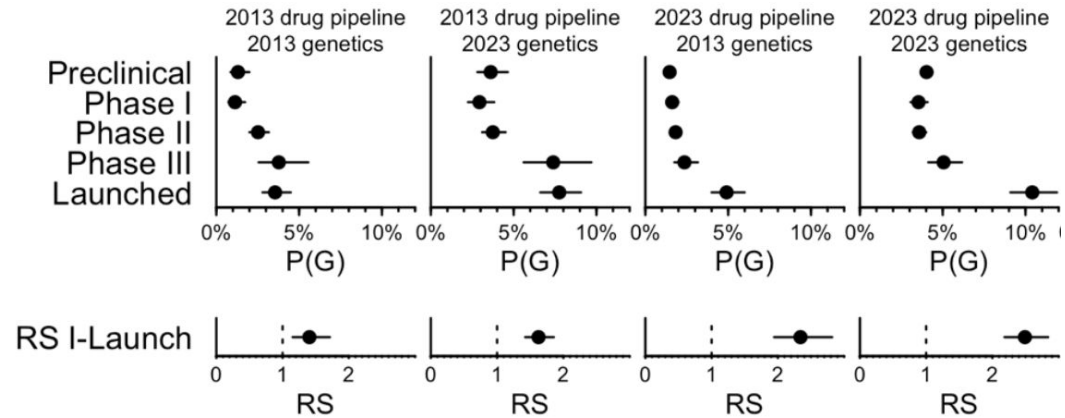 2013 drug pipeline
2013 genetics
2013 drug pipeline
2023 genetics
2023 drug pipeline
2013 genetics
2023 drug pipeline
2023 genetics
Preclinical
Phase I
Phase II
Phase III
Launched
0% 5% 10% 0% 5% 10% 0% 5% 10% 0% 5% 10%
P(G) P(G) P(G) P(G)
RS I-Launch
0 1 2 0 1 2 0 1 2 0 1 2
RS RS RS RS